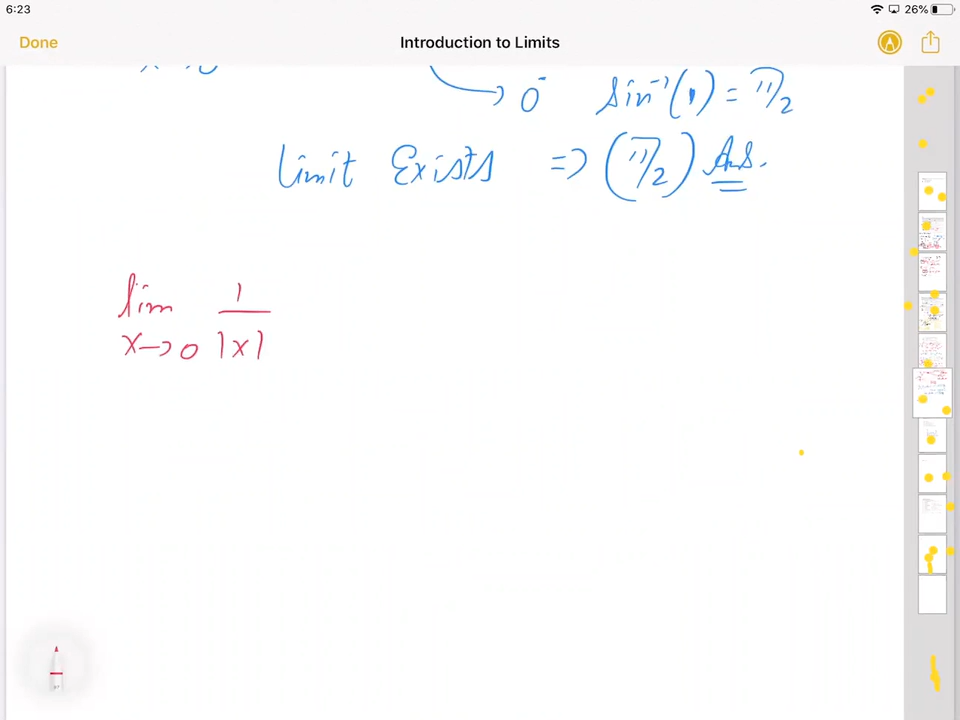 6:23
26%
Done
Introduction to Limits
0⁻ sin⁻¹(1) = π/2
Limit Exists => (π/2) Ans.
lim 1
x→0 |x|